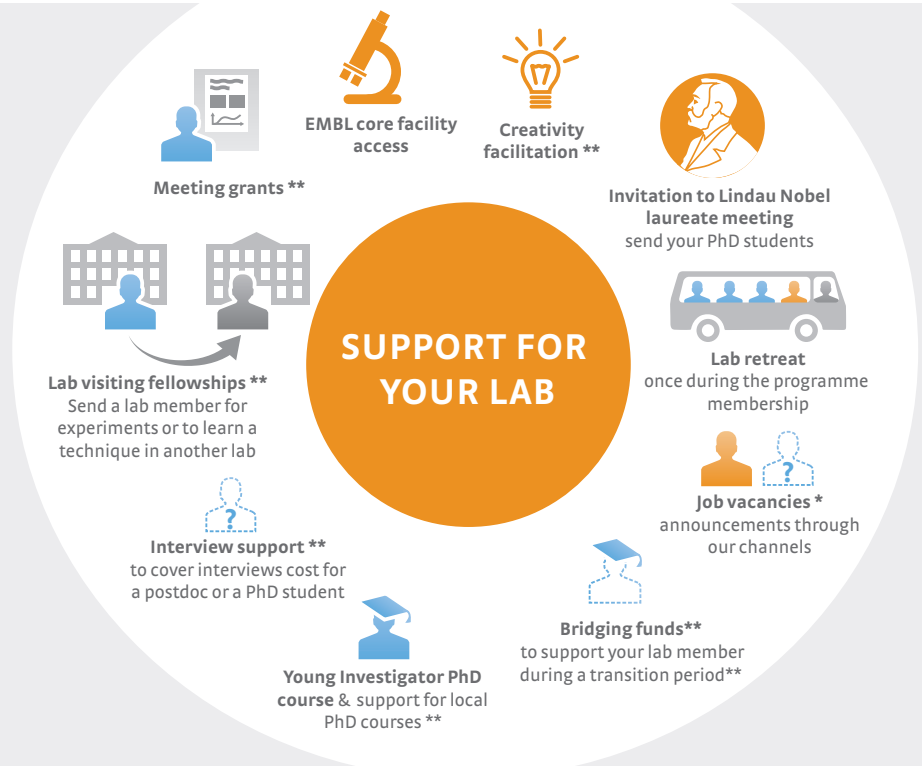 EMBL core facility
access
Creativity
facilitation **
Meeting grants **
Invitation to Lindau Nobel
laureate meeting
send your PhD students
SUPPORT FOR
YOUR LAB
Lab retreat
once during the programme
membership
Lab visiting fellowships **
Send a lab member for
experiments or to learn a
technique in another lab
?
Job vacancies *
announcements through
our channels
?
Interview support **
to cover interviews cost for
a postdoc or a PhD student
Bridging funds**
to support your lab member
during a transition period**
Young Investigator PhD
course & support for local
PhD courses **